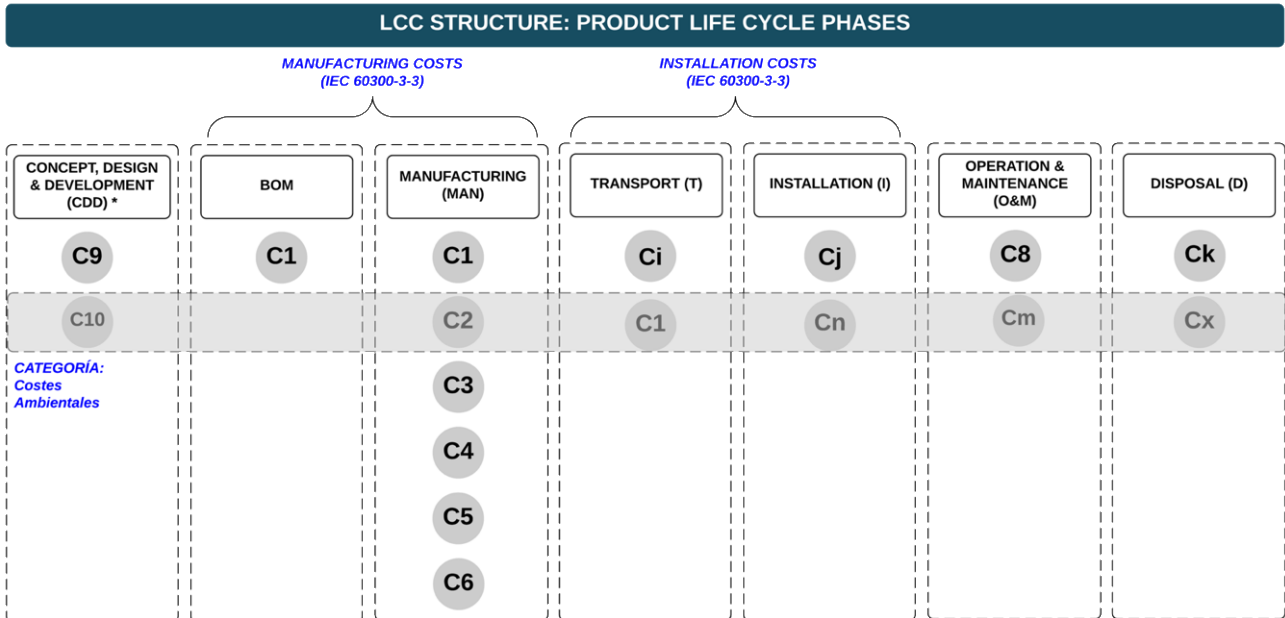 LCC STRUCTURE: PRODUCT LIFE CYCLE PHASES
MANUFACTURING COSTS
(IEC 60300-3-3)
INSTALLATION COSTS
(IEC 60300-3-3)
CONCEPT, DESIGN
& DEVELOPMENT
(CDD) *
BOM
MANUFACTURING
(MAN)
TRANSPORT (T)
INSTALLATION (I)
OPERATION &
MAINTENANCE
(O&M)
DISPOSAL (D)
C9
C1
C1
Ci
Cj
C8
Ck
C10
C2
C1
Cn
Cm
Cx
CATEGORÍA:
Costes
Ambientales
C3
C4
C5
C6